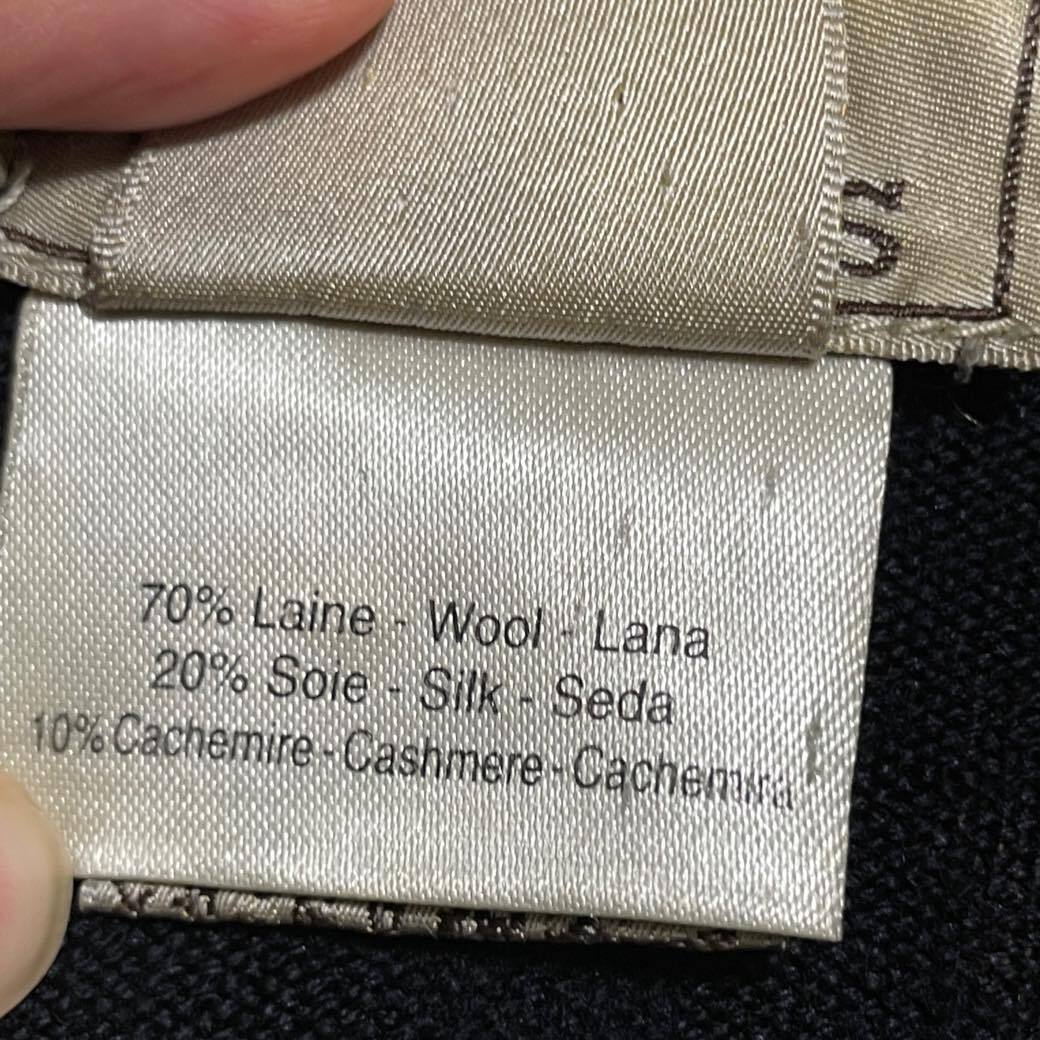 70% Laine - Wool - Lana
20% Soie - Silk - Seda
10% Cachemire - Cashmere - Cachemira